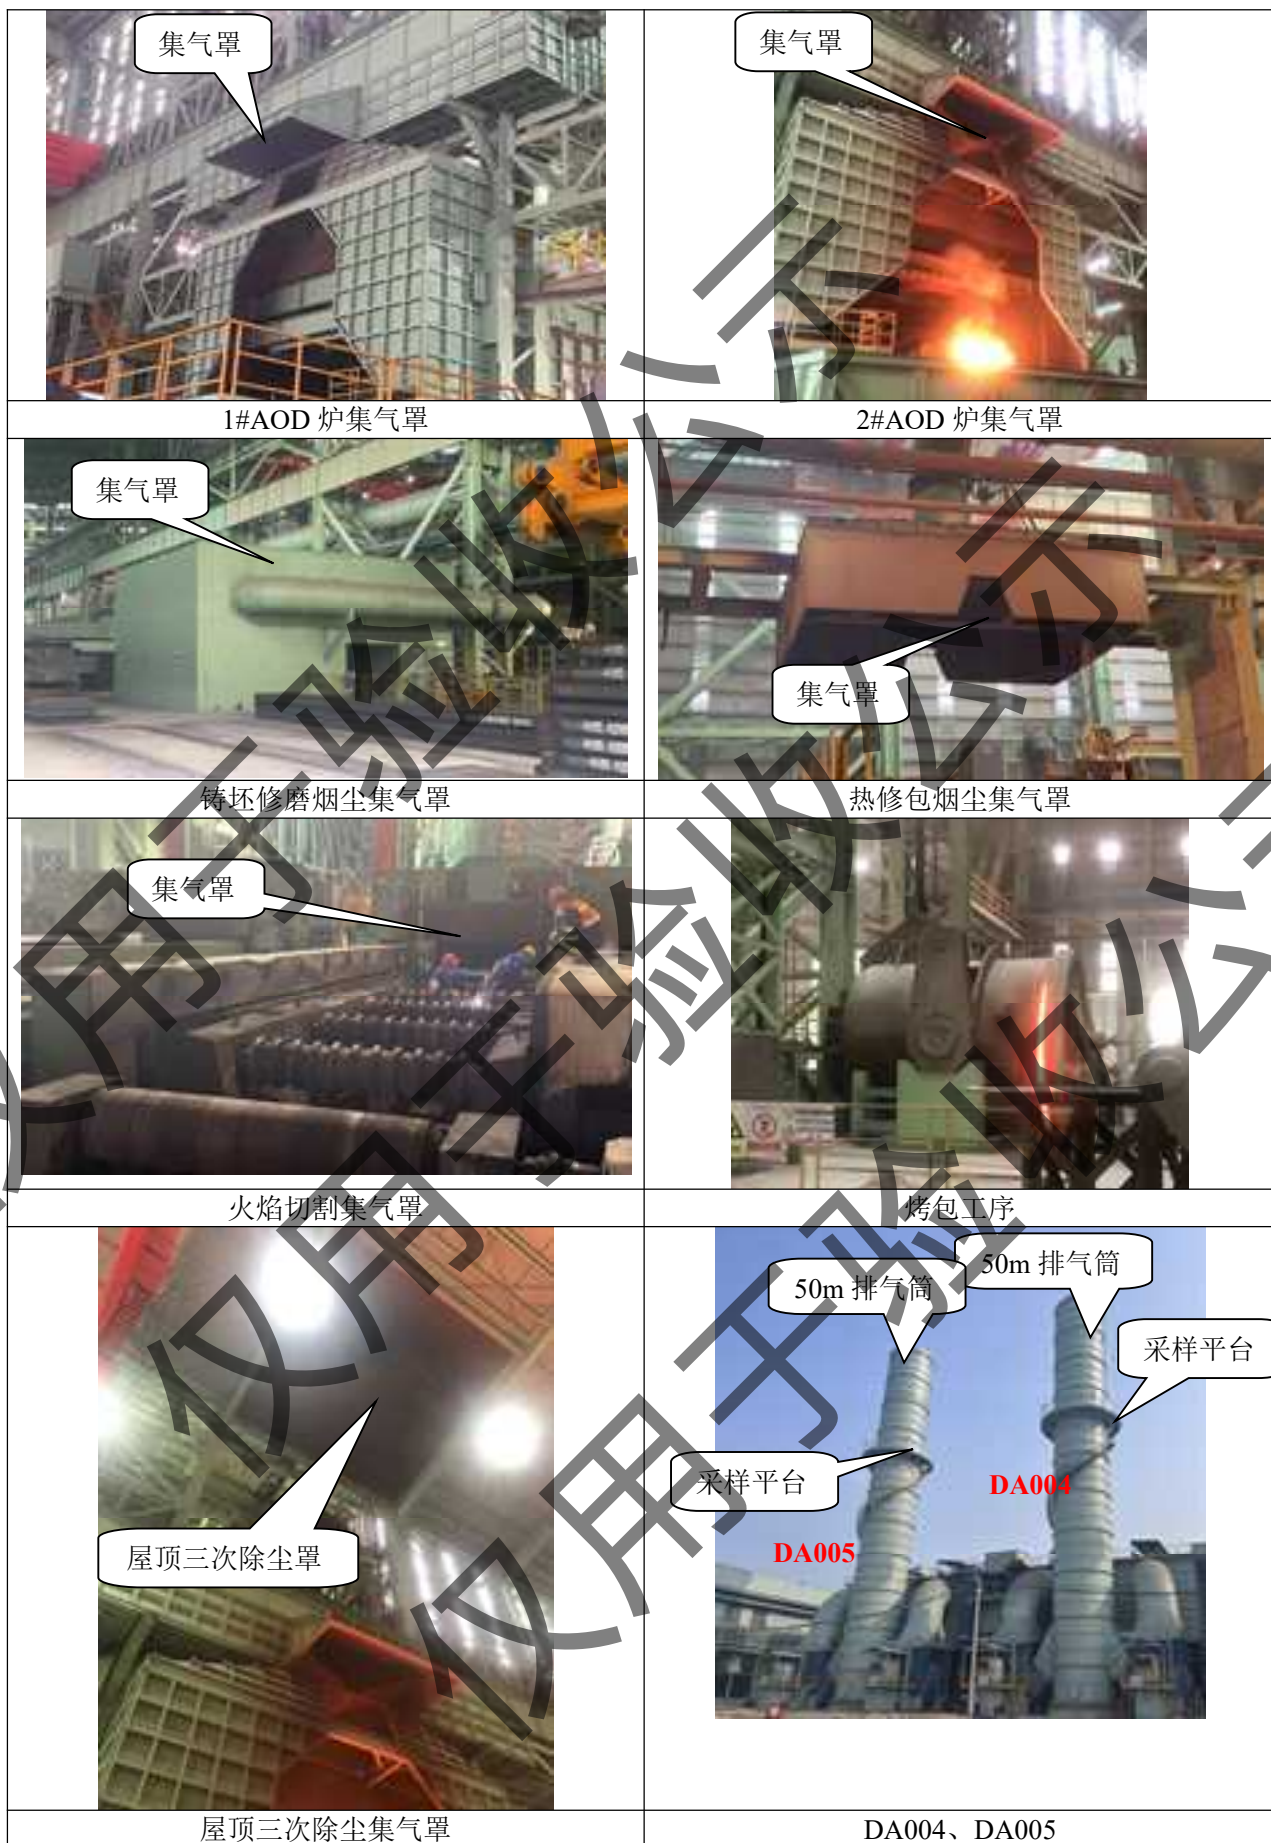 集气罩
集气罩
1#AOD 炉集气罩
2#AOD 炉集气罩
集气罩
集气罩
铸坯修磨烟尘集气罩
热修包烟尘集气罩
集气罩
火焰切割集气罩
烤包工序
屋顶三次除尘罩
50m 排气筒
50m 排气筒
采样平台
采样平台
DA004
DA005
屋顶三次除尘集气罩
DA004、DA005
仅用于验收公示
仅用于验收公示
仅用于验收公示